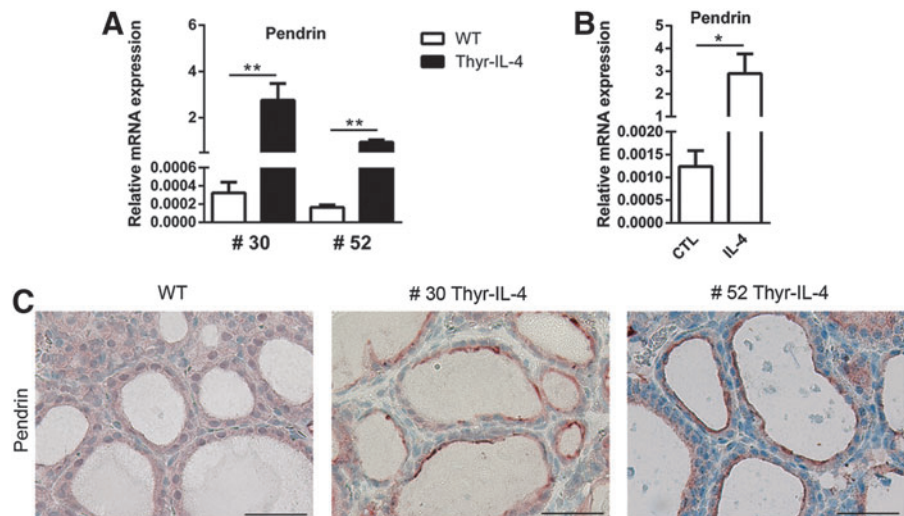 A
Pendrin
WT
Thyr-IL-4
Relative mRNA expression
6
4
2
0.0006
0.0004
0.0002
0.0000
**
**
# 30
# 52
B
Pendrin
Relative mRNA expression
5
4
3
2
1
0.0020
0.0015
0.0010
0.0005
0.0000
*
CTL
IL-4
C
WT
# 30 Thyr-IL-4
# 52 Thyr-IL-4
Pendrin